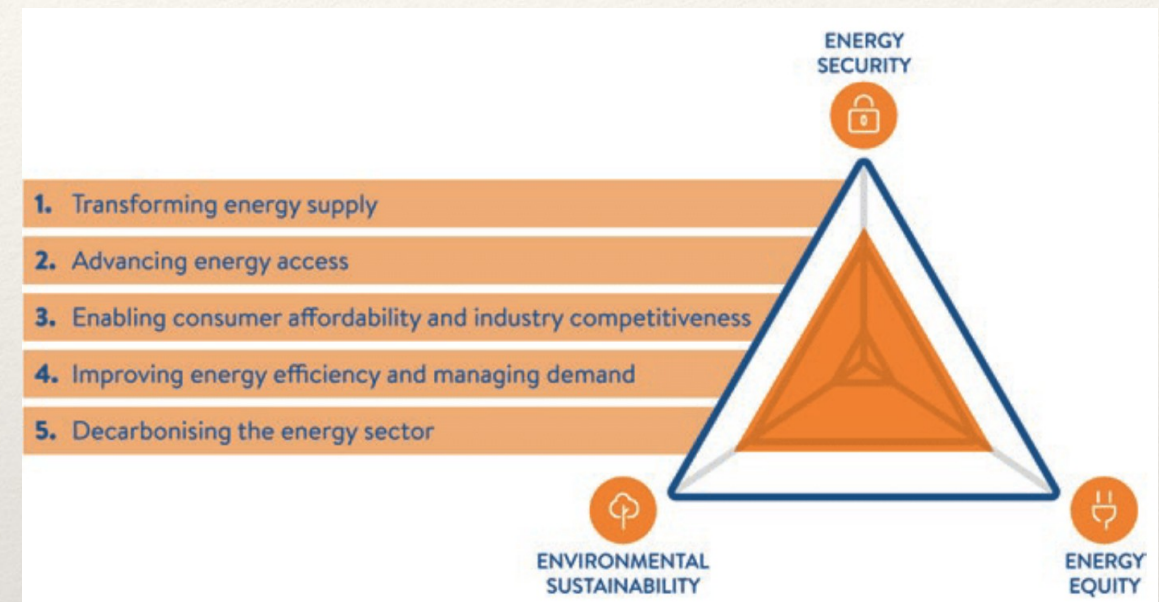 ENERGY
SECURITY
1. Transforming energy supply
2. Advancing energy access
3. Enabling consumer affordability and industry competitiveness
4. Improving energy efficiency and managing demand
5. Decarbonising the energy sector
ENVIRONMENTAL
SUSTAINABILITY
ENERGY
EQUITY